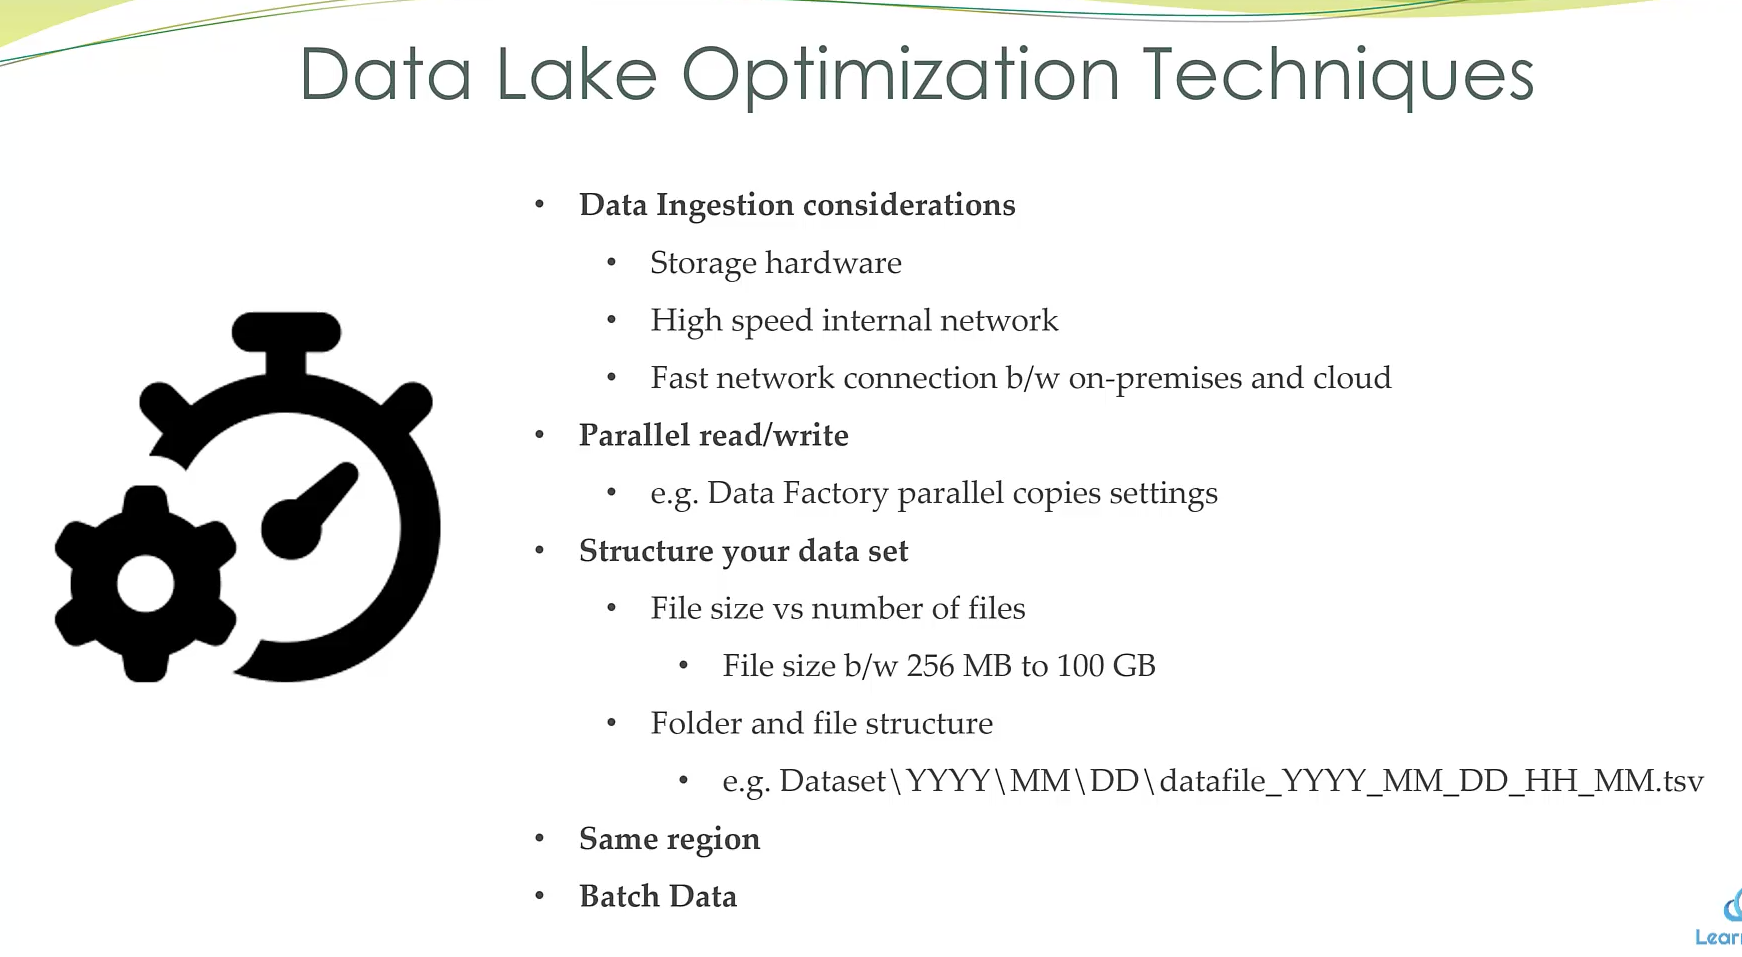 Data Lake Optimization Techniques
• Data Ingestion considerations
• Storage hardware
• High speed internal network
• Fast network connection b/w on-premises and cloud
• Parallel read/write
• e.g. Data Factory parallel copies settings
• Structure your data set
• File size vs number of files
• File size b/w 256 MB to 100 GB
• Folder and file structure
• e.g. Dataset\YYYY\MM\DD\datafile_YYYY_MM_DD_HH_MM.tsv
• Same region
• Batch Data